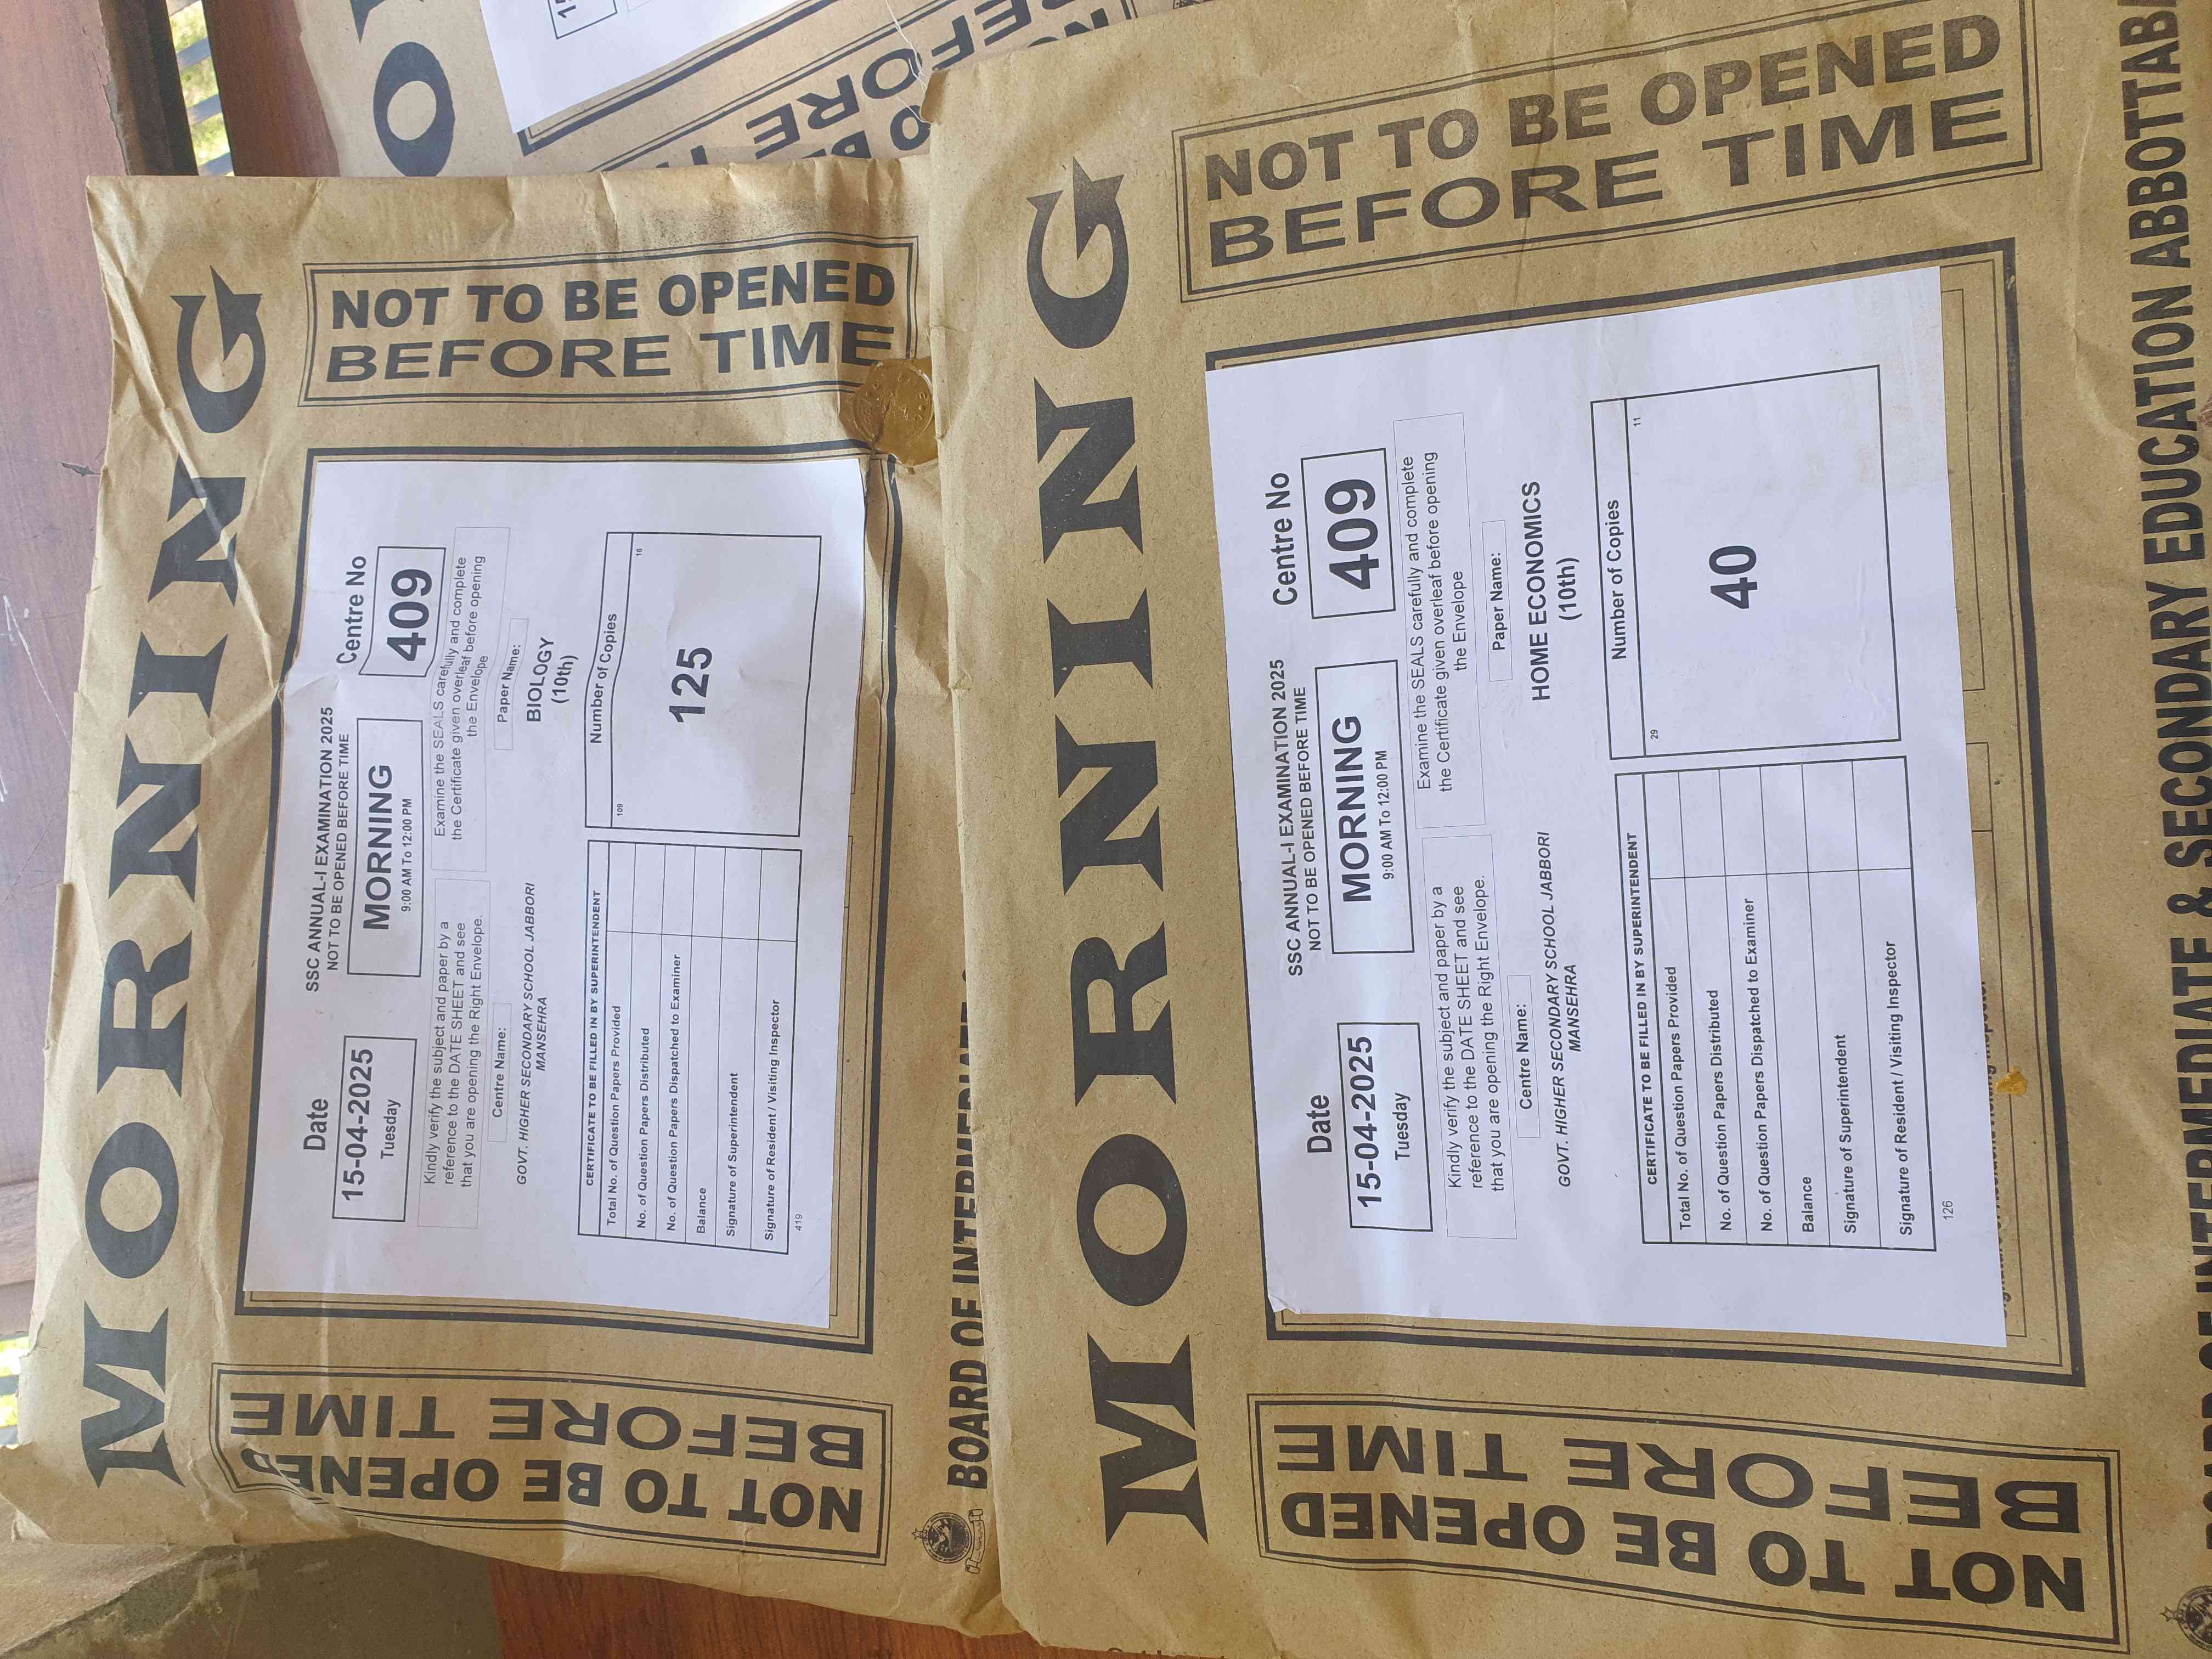 MORNING
NOT TO BE OPENED
BEFORE TIME
SSC ANNUAL-I EXAMINATION 2025
NOT TO BE OPENED BEFORE TIME
Date
15-04-2025
Tuesday
MORNING
9:00 AM To 12:00 PM
Centre No
409
Kindly verify the subject and paper by a
reference to the DATE SHEET and see
that you are opening the Right Envelope.
Examine the SEALS carefully and complete
the Certificate given overleaf before opening
the Envelope
Centre Name:
GOVT. HIGHER SECONDARY SCHOOL JABBORI
MANSEHRA
Paper Name:
BIOLOGY
(10th)
CERTIFICATE TO BE FILLED IN BY SUPERINTENDENT
Total No. of Question Papers Provided
No. of Question Papers Distributed
No. of Question Papers Dispatched to Examiner
Balance
Signature of Superintendent
Signature of Resident / Visiting Inspector
419
Number of Copies
109
16
125
NOT TO BE OPENED
BEFORE TIME
BOARD OF INTERMEDIATE &
MORNING
NOT TO BE OPENED
BEFORE TIME
SSC ANNUAL-I EXAMINATION 2025
NOT TO BE OPENED BEFORE TIME
Date
15-04-2025
Tuesday
MORNING
9:00 AM To 12:00 PM
Centre No
409
Kindly verify the subject and paper by a
reference to the DATE SHEET and see
that you are opening the Right Envelope.
Examine the SEALS carefully and complete
the Certificate given overleaf before opening
the Envelope
Centre Name:
GOVT. HIGHER SECONDARY SCHOOL JABBORI
MANSEHRA
Paper Name:
HOME ECONOMICS
(10th)
CERTIFICATE TO BE FILLED IN BY SUPERINTENDENT
Total No. of Question Papers Provided
No. of Question Papers Distributed
No. of Question Papers Dispatched to Examiner
Balance
Signature of Superintendent
Signature of Resident / Visiting Inspector
126
Number of Copies
29
11
40
NOT TO BE OPENED
BEFORE TIME
INTERMEDIATE & SECONDARY EDUCATION ABBOTTABA